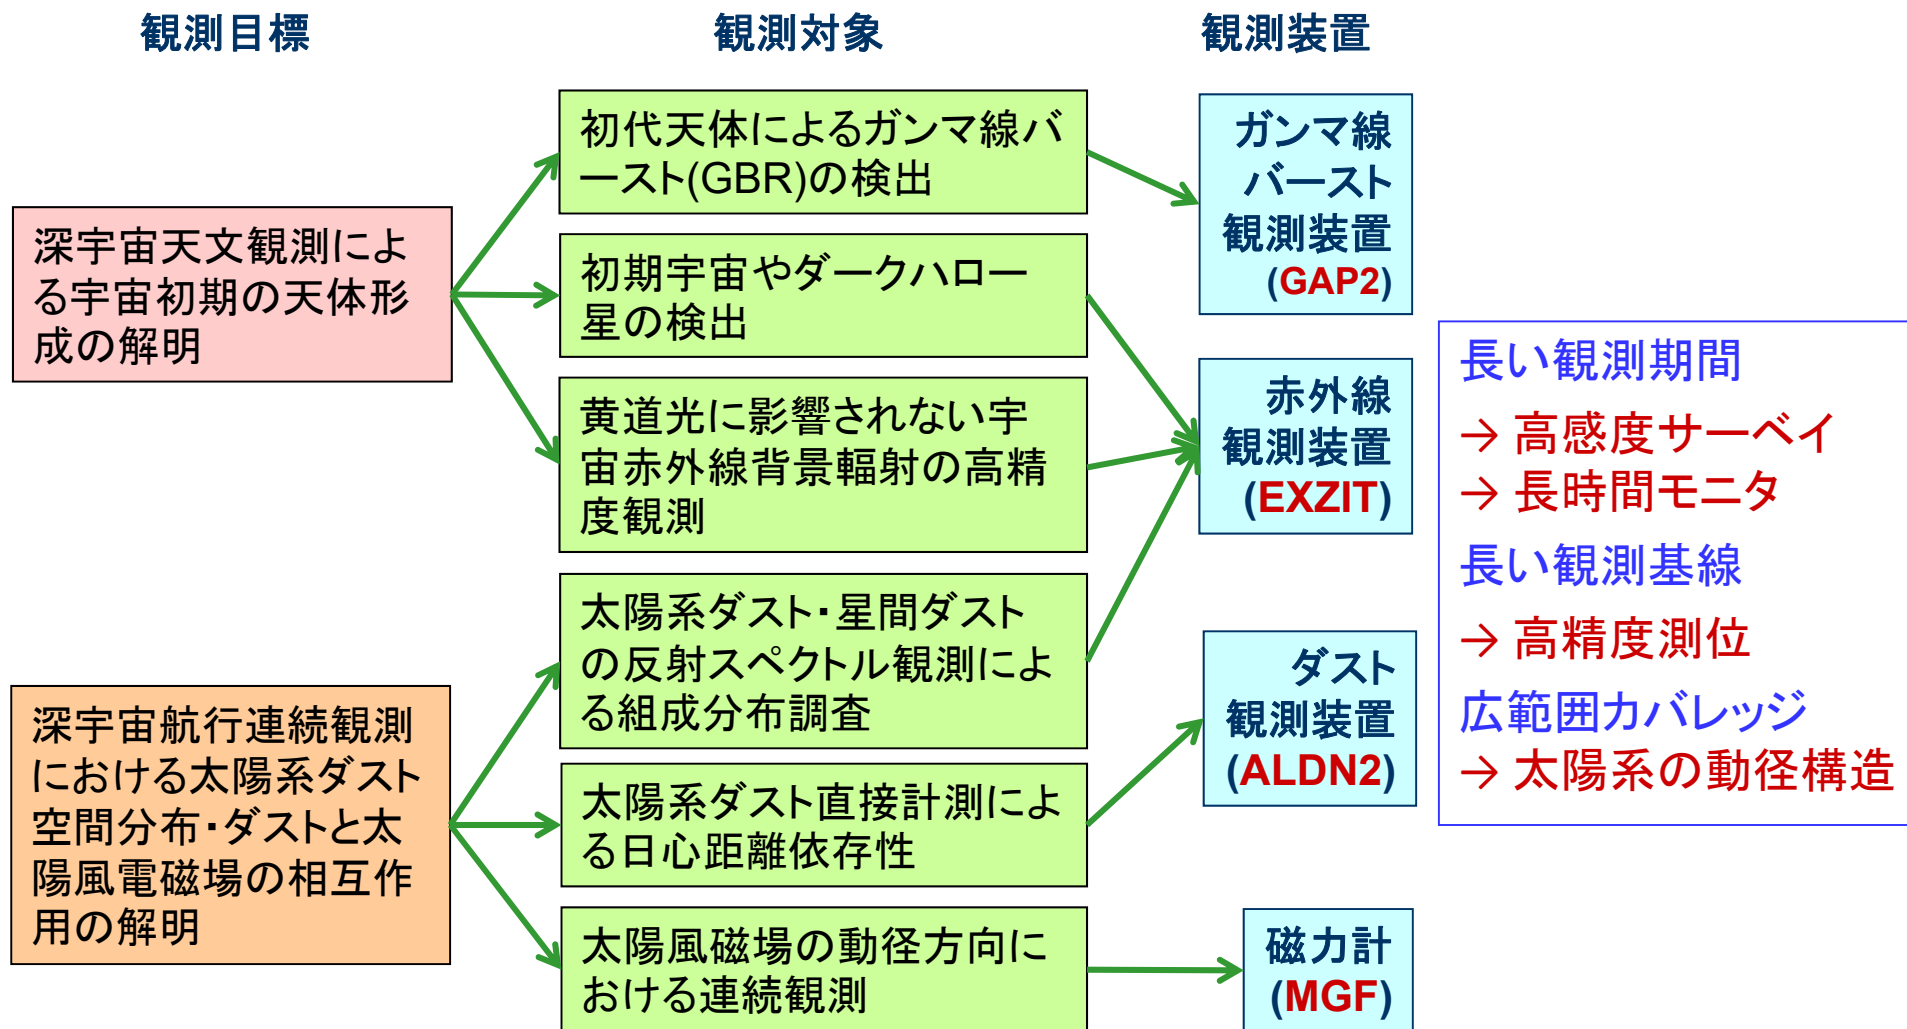 観測目標
観測対象
観測装置
深宇宙天文観測によ
る宇宙初期の天体形
成の解明
深宇宙航行連続観測
における太陽系ダスト
空間分布・ダストと太
陽風電磁場の相互作
用の解明
初代天体によるガンマ線バ
ースト(GBR)の検出
初期宇宙やダークハロー
星の検出
黄道光に影響されない宇
宙赤外線背景輻射の高精
度観測
太陽系ダスト・星間ダスト
の反射スペクトル観測によ
る組成分布調査
太陽系ダスト直接計測によ
る日心距離依存性
太陽風磁場の動径方向に
おける連続観測
ガンマ線
バースト
観測装置
(GAP2)
赤外線
観測装置
(EXZIT)
ダスト
観測装置
(ALDN2)
磁力計
(MGF)
長い観測期間
→ 高感度サーベイ
→ 長時間モニタ
長い観測基線
→ 高精度測位
広範囲カバレッジ
→ 太陽系の動径構造